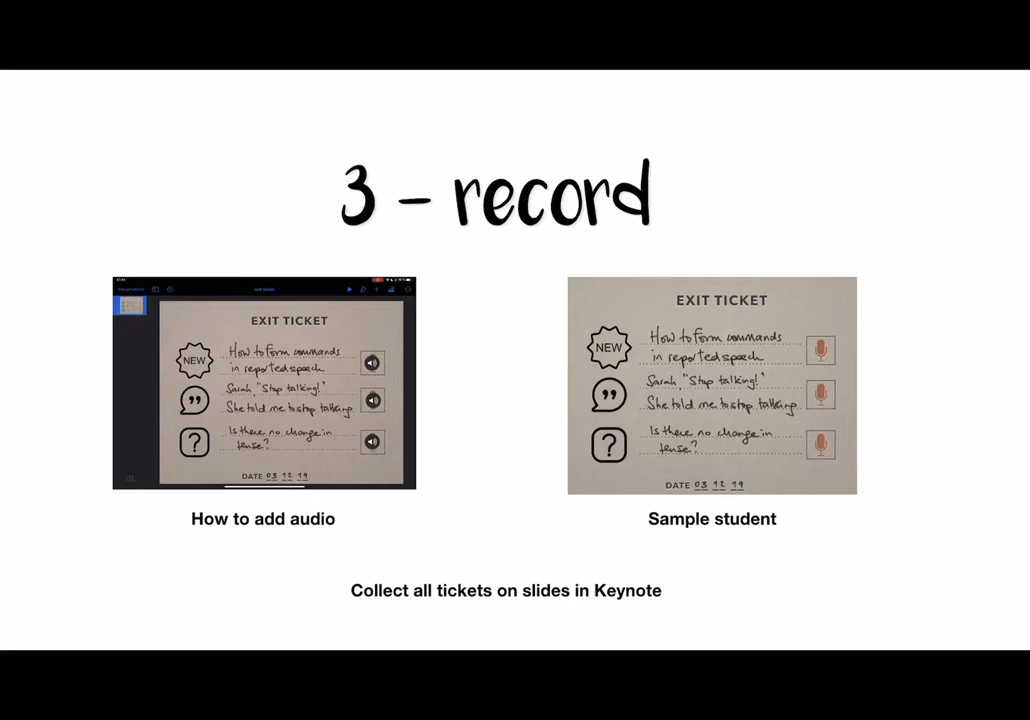 3 - record
EXIT TICKET
NEW
How to form commands
in reported speech
Sarah, "Stop talking!"
She told me to stop talking
?
Is there no change in
tense?
DATE 03 12 19
EXIT TICKET
NEW
How to form commands
in reported speech
Sarah, "Stop talking!"
She told me to stop talking
?
Is there no change in
tense?
DATE 03 12 19
How to add audio
Sample student
Collect all tickets on slides in Keynote